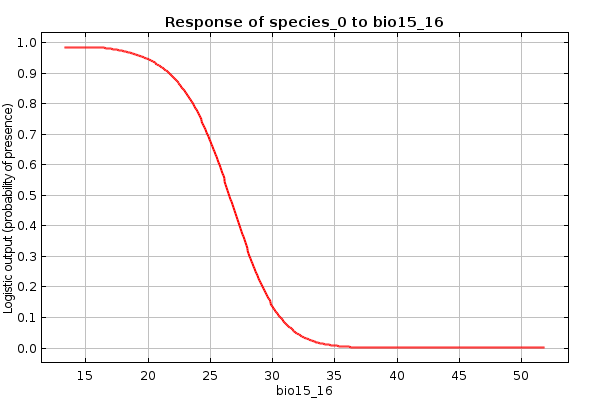 Response of species_0 to bio15_16
Logistic output (probability of presence)
1.0
0.9
0.8
0.7
0.6
0.5
0.4
0.3
0.2
0.1
0.0
15 20 25 30 35 40 45 50
bio15_16